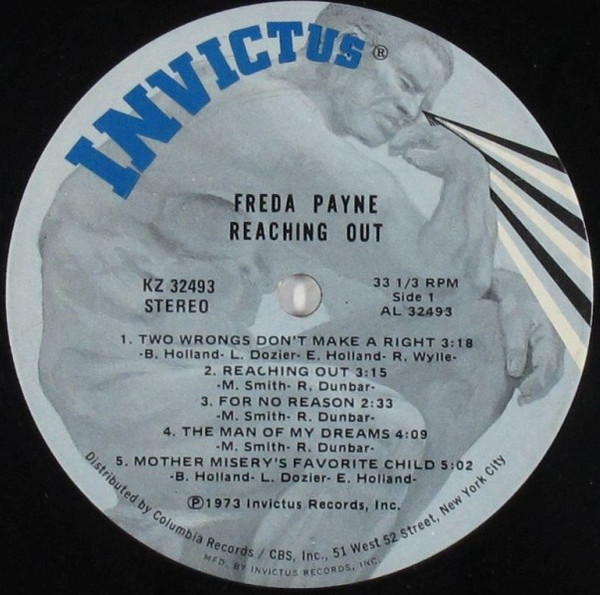 INVICTUS®
FREDA PAYNE
REACHING OUT
KZ 32493
STEREO
33 1/3 RPM
Side 1
AL 32493
1. TWO WRONGS DON'T MAKE A RIGHT 3:18
-B. Holland- L. Dozier- E. Holland- R. Wylie-
2. REACHING OUT 3:15
-M. Smith- R. Dunbar-
3. FOR NO REASON 2:33
-M. Smith- R. Dunbar-
4. THE MAN OF MY DREAMS 4:09
-M. Smith- R. Dunbar-
5. MOTHER MISERY'S FAVORITE CHILD 5:02
-B. Holland- L. Dozier- E. Holland-
Ⓟ1973 Invictus Records, Inc.
Distributed by Columbia Records / CBS, Inc., 51 West 52 Street, New York City
MFD. BY INVICTUS RECORDS, INC.